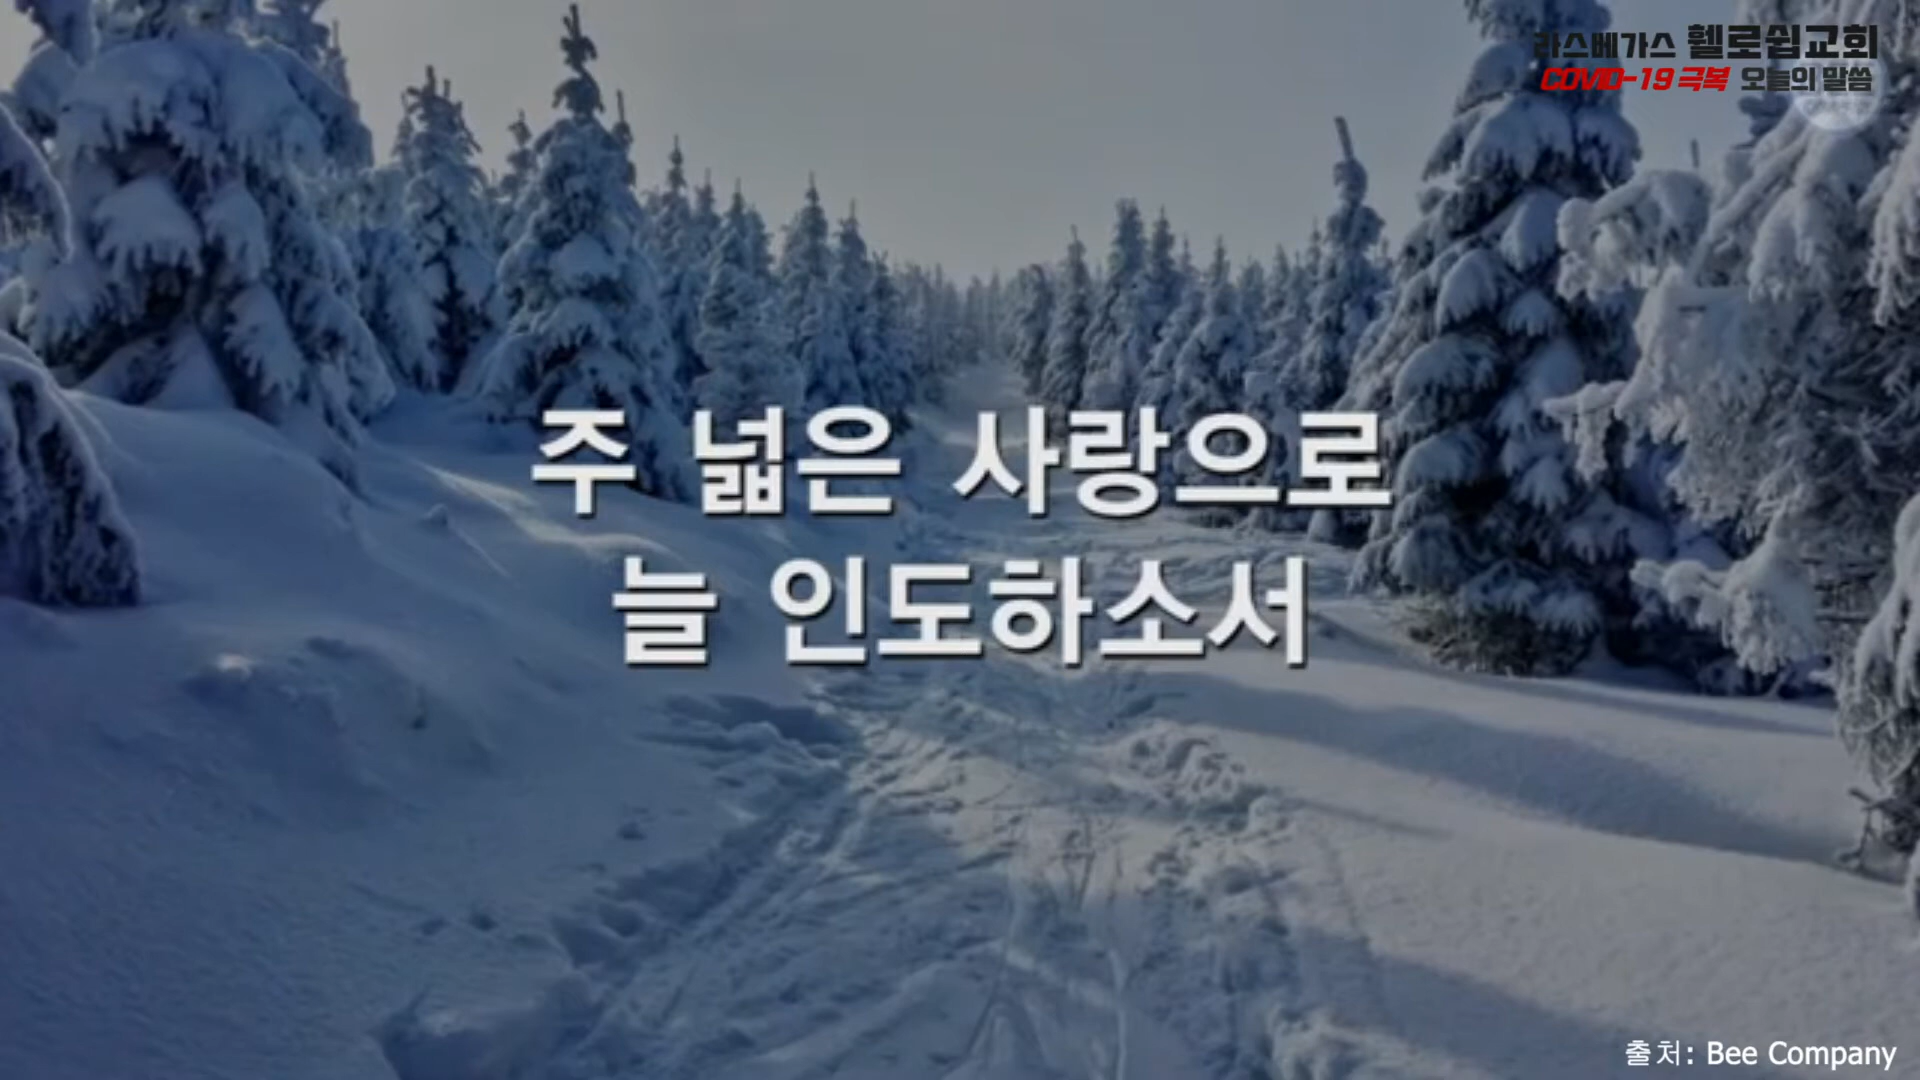 라스베가스 휄로쉽교회
COVID-19 극복 오늘의 말씀
주 넓은 사랑으로
늘 인도하소서
출처: Bee Company